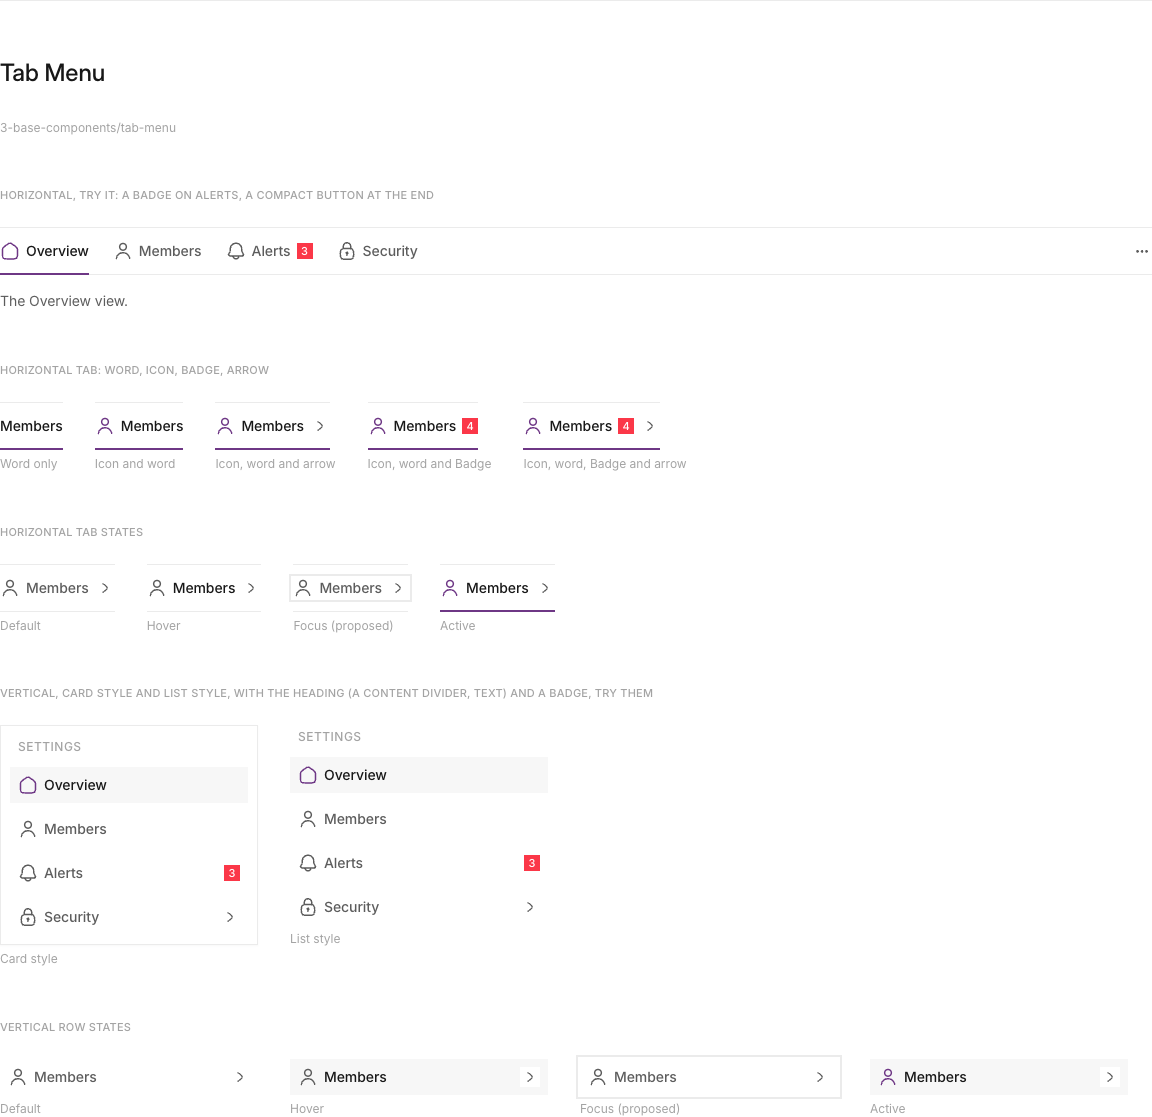 Tab Menu
3-base-components/tab-menu
HORIZONTAL, TRY IT: A BADGE ON ALERTS, A COMPACT BUTTON AT THE END
Overview Members Alerts 3 Security ...
The Overview view.
HORIZONTAL TAB: WORD, ICON, BADGE, ARROW
Members Members Members Members 4 Members 4
Word only Icon and word Icon, word and arrow Icon, word and Badge Icon, word, Badge and arrow
HORIZONTAL TAB STATES
Members Members Members Members
Default Hover Focus (proposed) Active
VERTICAL, CARD STYLE AND LIST STYLE, WITH THE HEADING (A CONTENT DIVIDER, TEXT) AND A BADGE, TRY THEM
SETTINGS
Overview
Members
Alerts 3
Security
Card style
SETTINGS
Overview
Members
Alerts 3
Security
List style
VERTICAL ROW STATES
Members Members Members Members
Default Hover Focus (proposed) Active